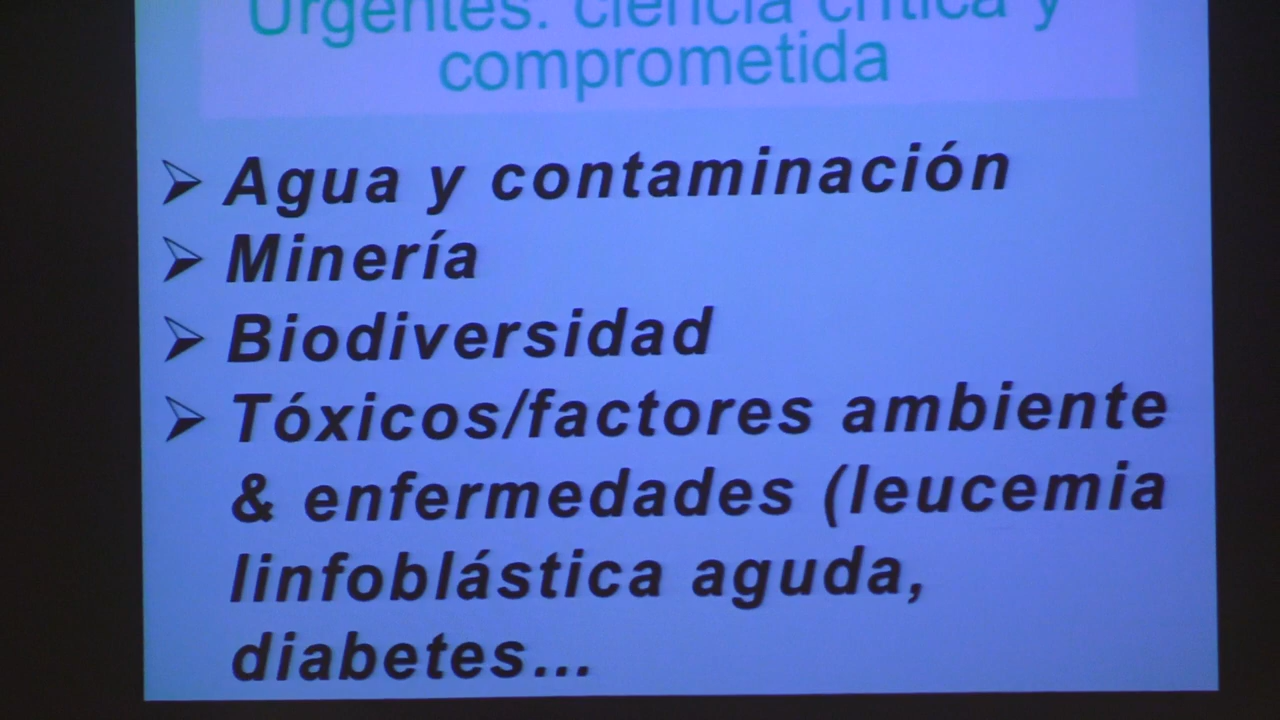 Urgentes: ciencia crítica y
comprometida
Agua y contaminación
Minería
Biodiversidad
Tóxicos/factores ambiente
& enfermedades (leucemia
linfoblástica aguda,
diabetes...